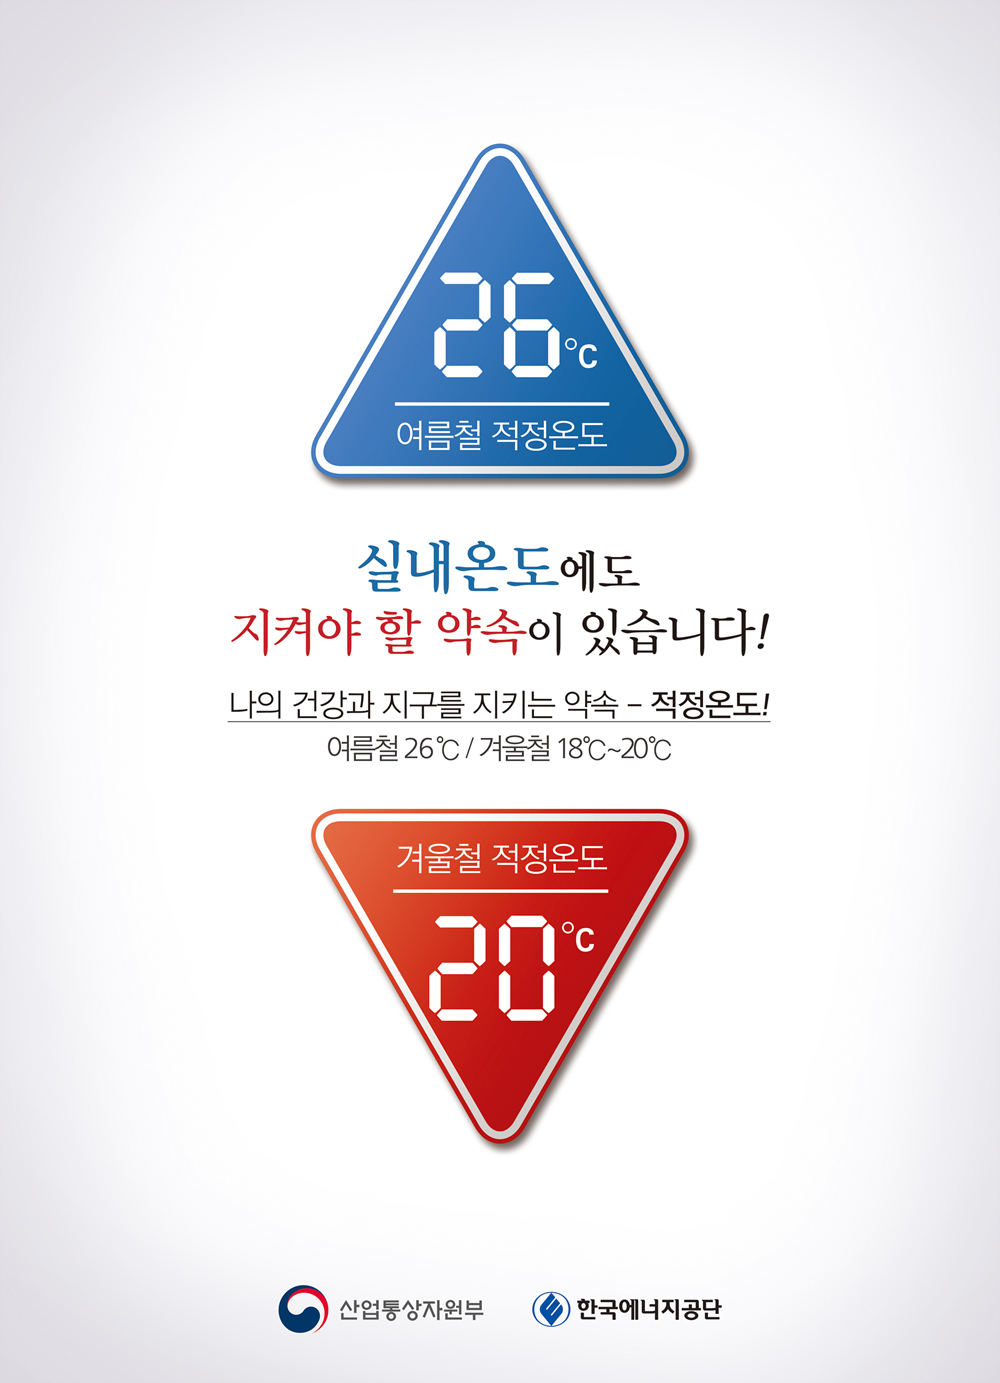 26°C
여름철 적정온도
실내온도에도
지켜야 할 약속이 있습니다!
나의 건강과 지구를 지키는 약속 – 적정온도!
여름철 26℃ / 겨울철 18℃~20℃
겨울철 적정온도
20°C
산업통상자원부 한국에너지공단